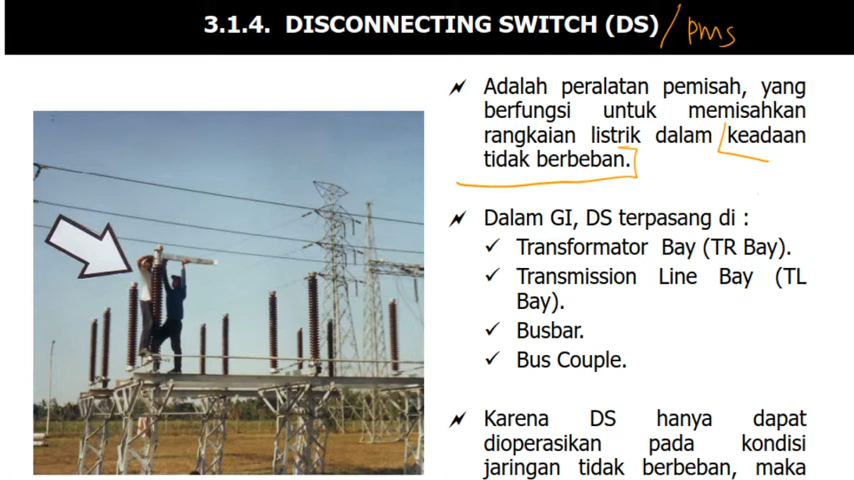 3.1.4. DISCONNECTING SWITCH (DS) / pms
Adalah peralatan pemisah, yang
berfungsi untuk memisahkan
rangkaian listrik dalam keadaan
tidak berbeban.
Dalam GI, DS terpasang di :
✓ Transformator Bay (TR Bay).
✓ Transmission Line Bay (TL
Bay).
✓ Busbar.
✓ Bus Couple.
Karena DS hanya dapat
dioperasikan pada kondisi
jaringan tidak berbeban, maka